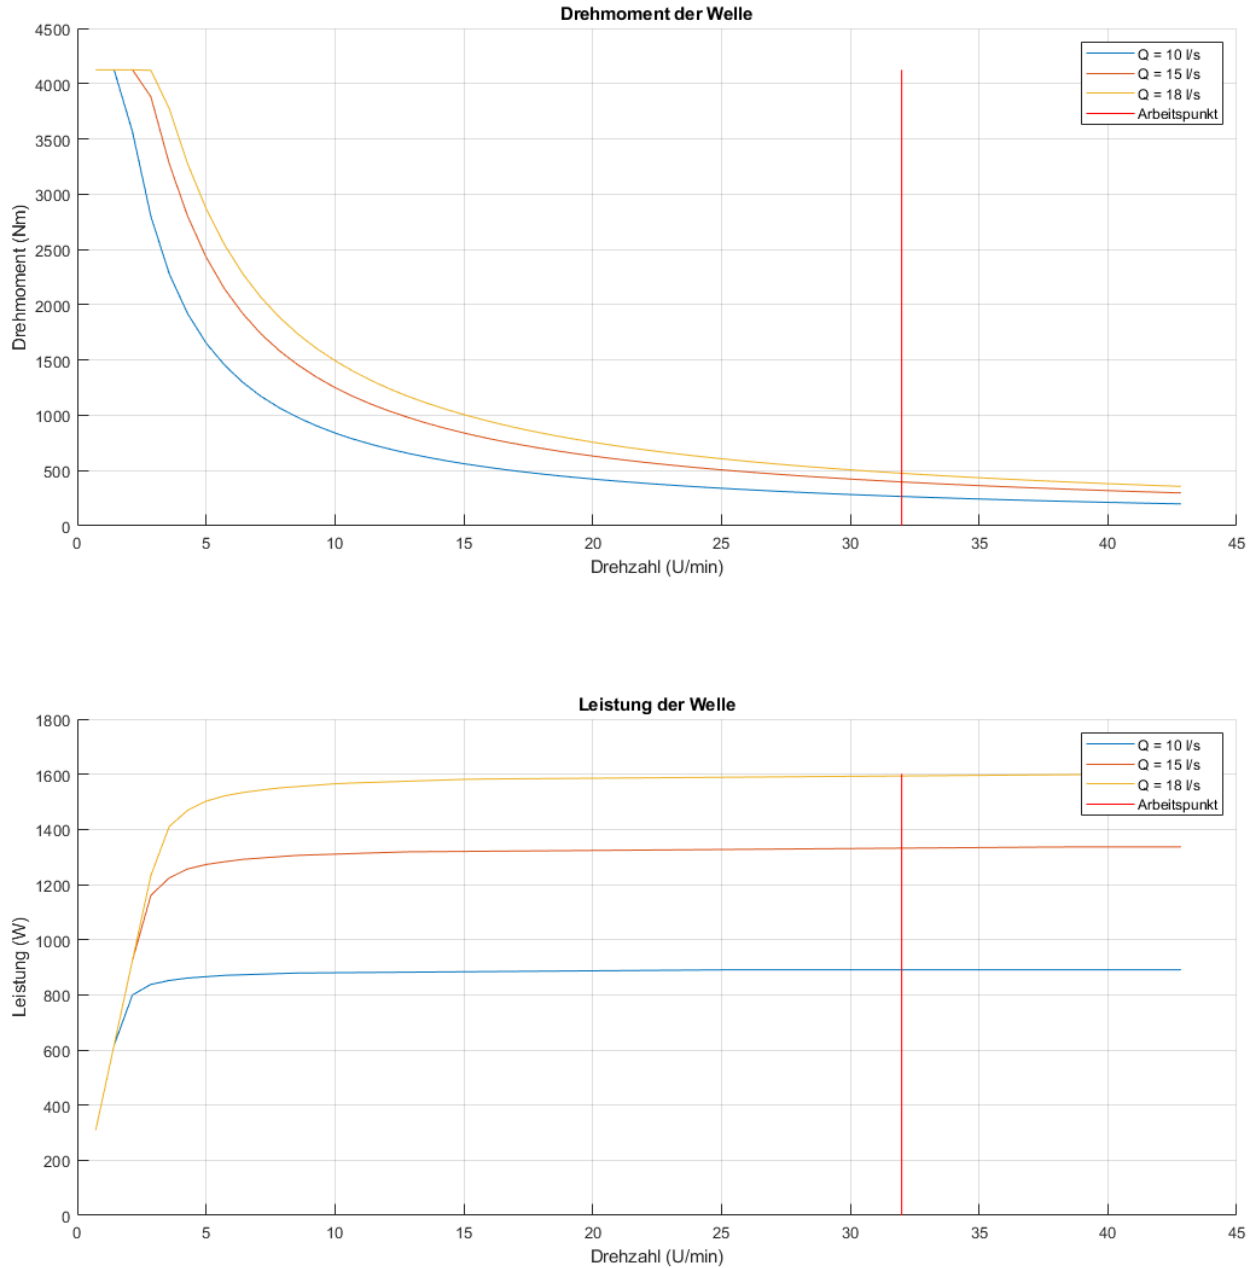 Drehmoment der Welle
4500
4000
3500
3000
2500
2000
1500
1000
500
0
Drehmoment (Nm)
Q = 10 l/s
Q = 15 l/s
Q = 18 l/s
Arbeitspunkt
0 5 10 15 20 25 30 35 40 45
Drehzahl (U/min)
Leistung der Welle
1800
1600
1400
1200
1000
800
600
400
200
0
Leistung (W)
Q = 10 l/s
Q = 15 l/s
Q = 18 l/s
Arbeitspunkt
0 5 10 15 20 25 30 35 40 45
Drehzahl (U/min)